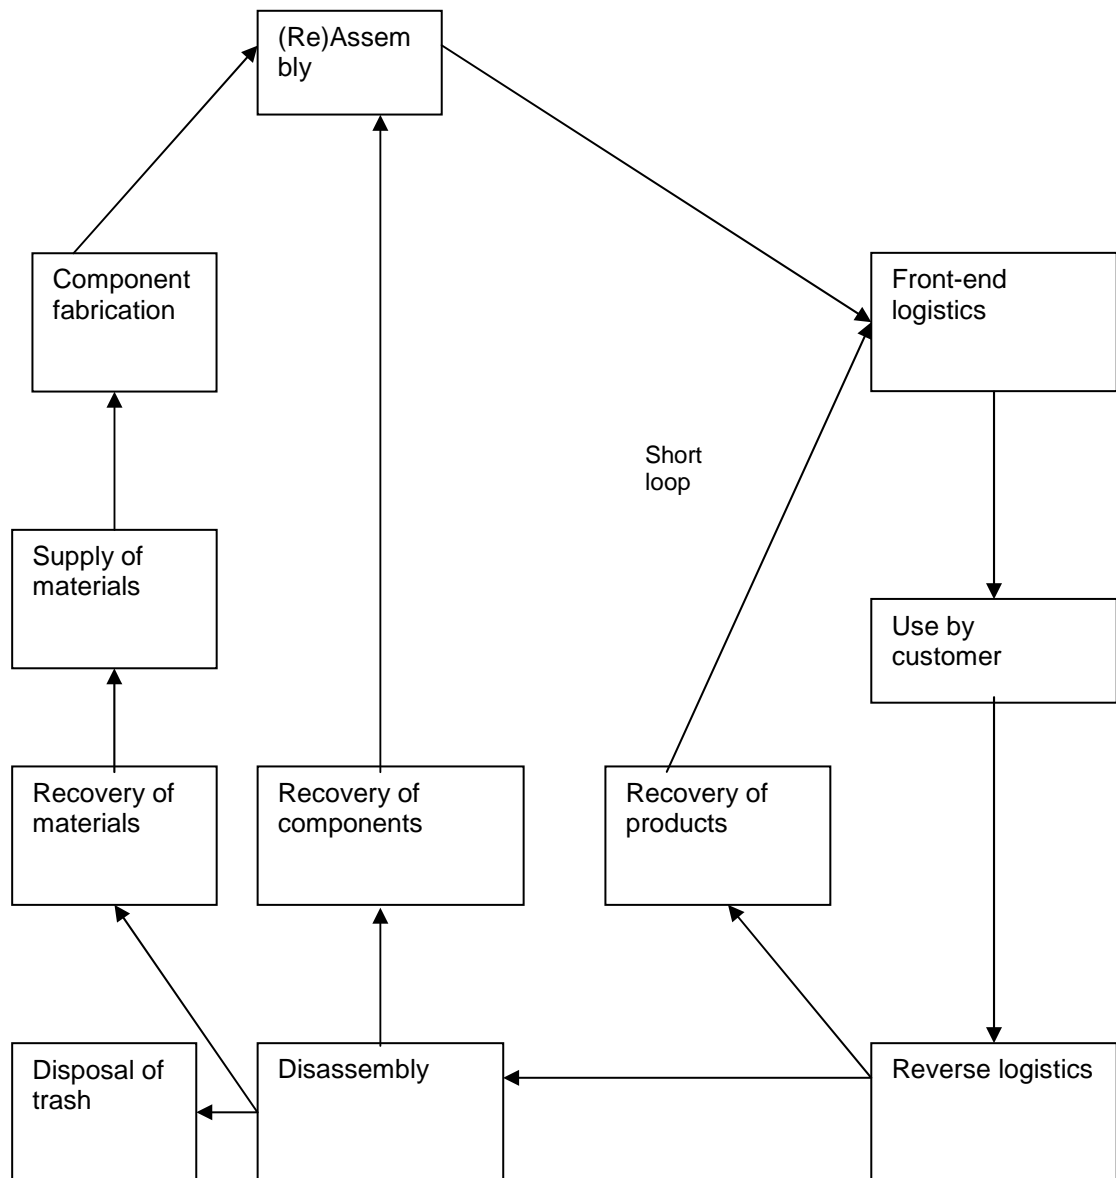 (Re)Assem
bly
Component
fabrication
Front-end
logistics
Short
loop
Supply of
materials
Use by
customer
Recovery of
materials
Recovery of
components
Recovery of
products
Disposal of
trash
Disassembly
Reverse logistics